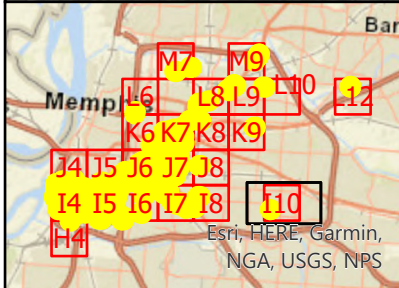 Bar
M7 M9
L6 L8 L9 L10 L12
Memphis
K6 K7 K8 K9
J4 J5 J6 J7 J8
I4 I5 I6 I7 I8 I10
H4
Esri, HERE, Garmin,
NGA, USGS, NPS